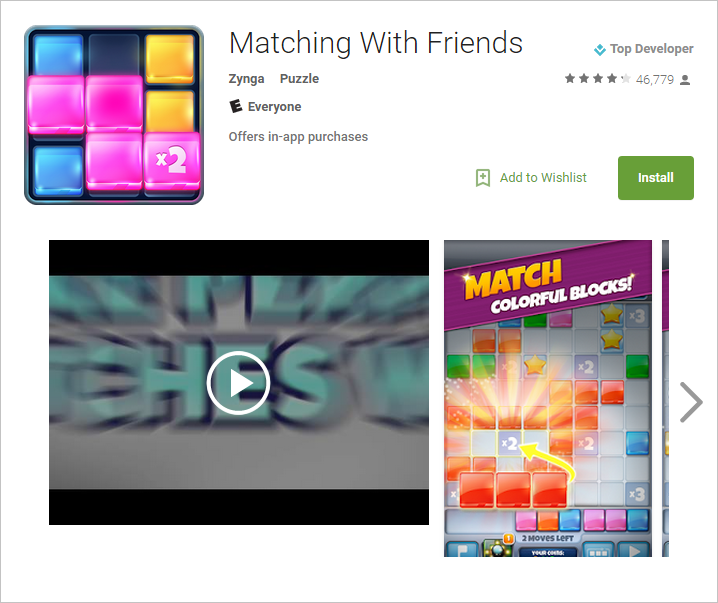 Matching With Friends
Top Developer
Zynga Puzzle
46,779
E Everyone
Offers in-app purchases
Add to Wishlist
Install
x2
TCHES W
MATCH
COLORFUL BLOCKS!
x3
x2
x2
x2
x3
2 MOVES LEFT
YOUR COINS: